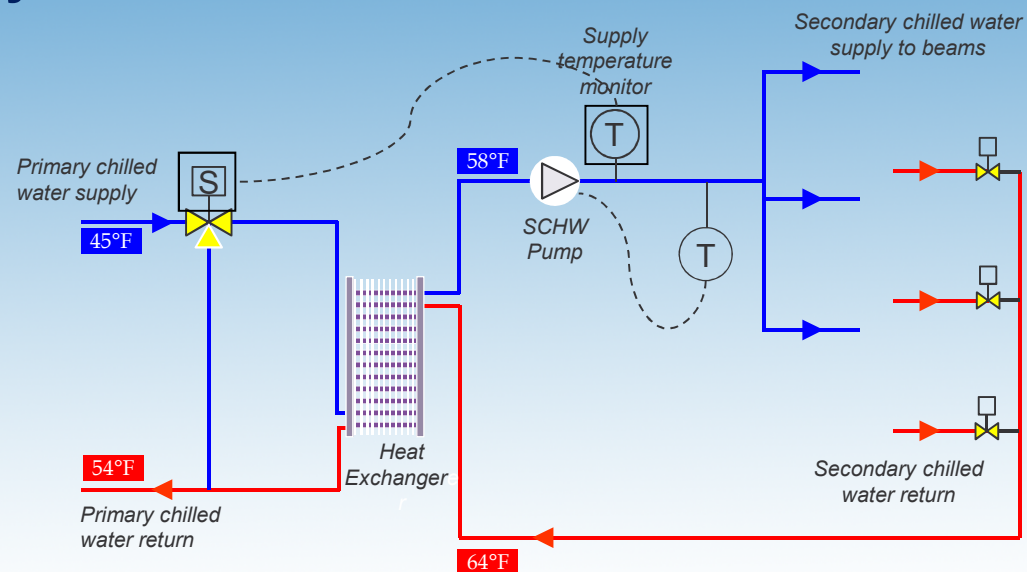 Secondary chilled water
supply to beams
Supply
temperature
monitor
T
Primary chilled
water supply
S
58°F
45°F
SCHW
Pump
T
Heat
Exchanger
r
54°F
Primary chilled
water return
Secondary chilled
water return
64°F